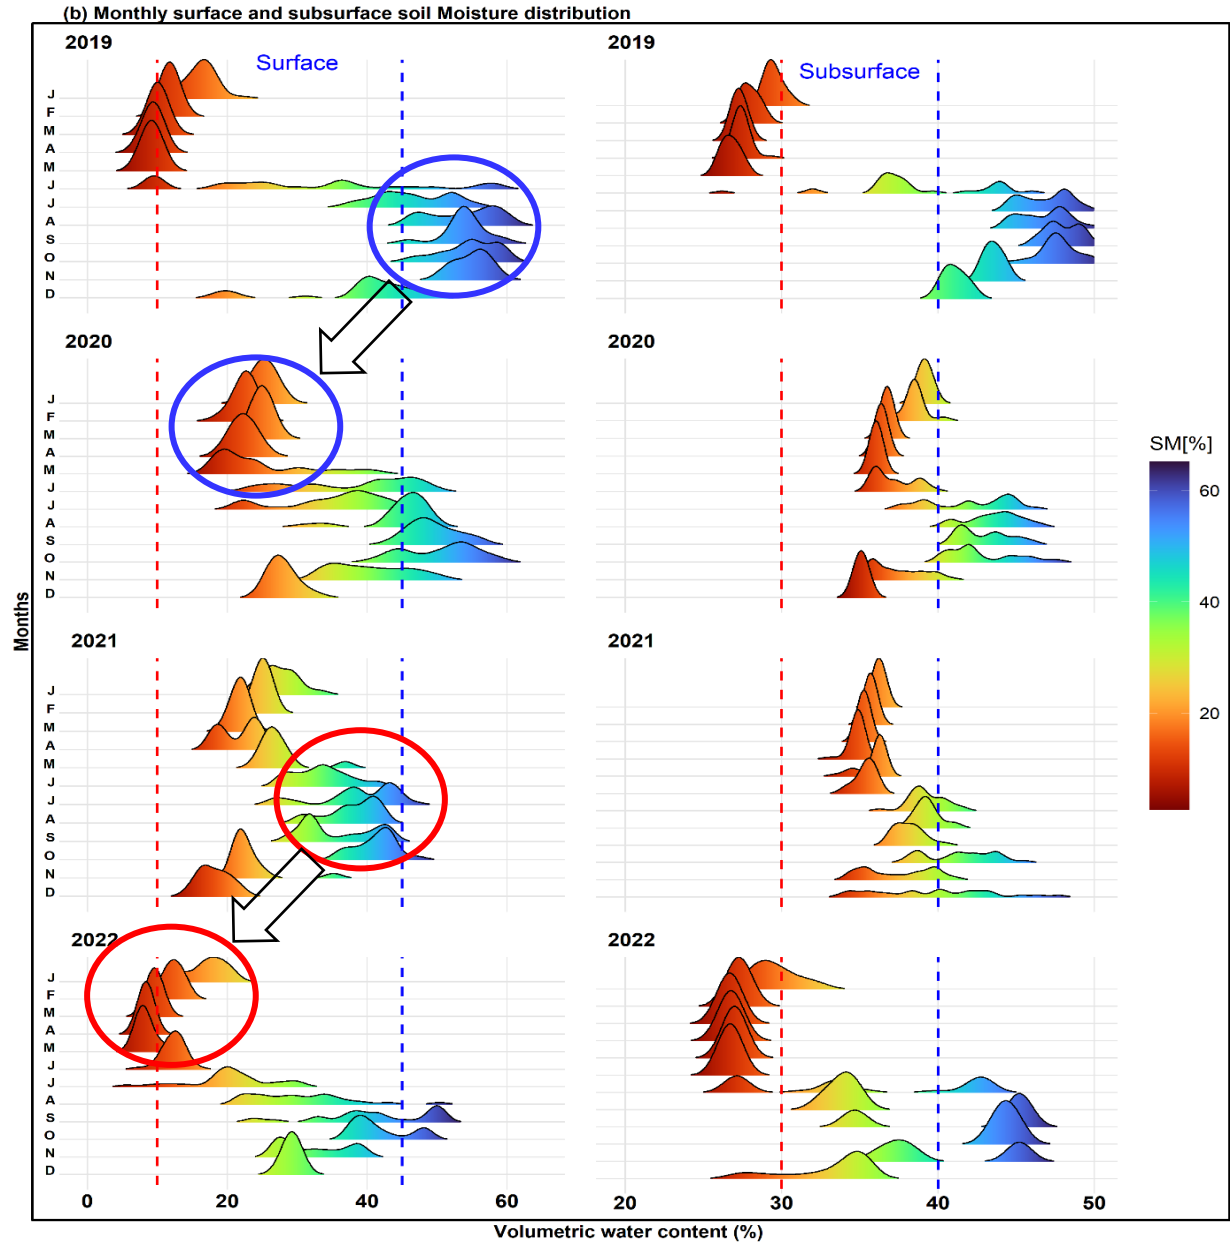 (b) Monthly surface and subsurface soil Moisture distribution
2019
2019
Surface
Subsurface
J
F
M
A
M
J
J
A
S
O
N
D
2020
2020
J
F
M
A
M
J
J
A
S
O
N
D
SM[%]
60
40
20
Months
2021
2021
J
F
M
A
M
J
J
A
S
O
N
D
2022
2022
J
F
M
A
M
J
J
A
S
O
N
D
0 20 40 60
20 30 40 50
Volumetric water content (%)